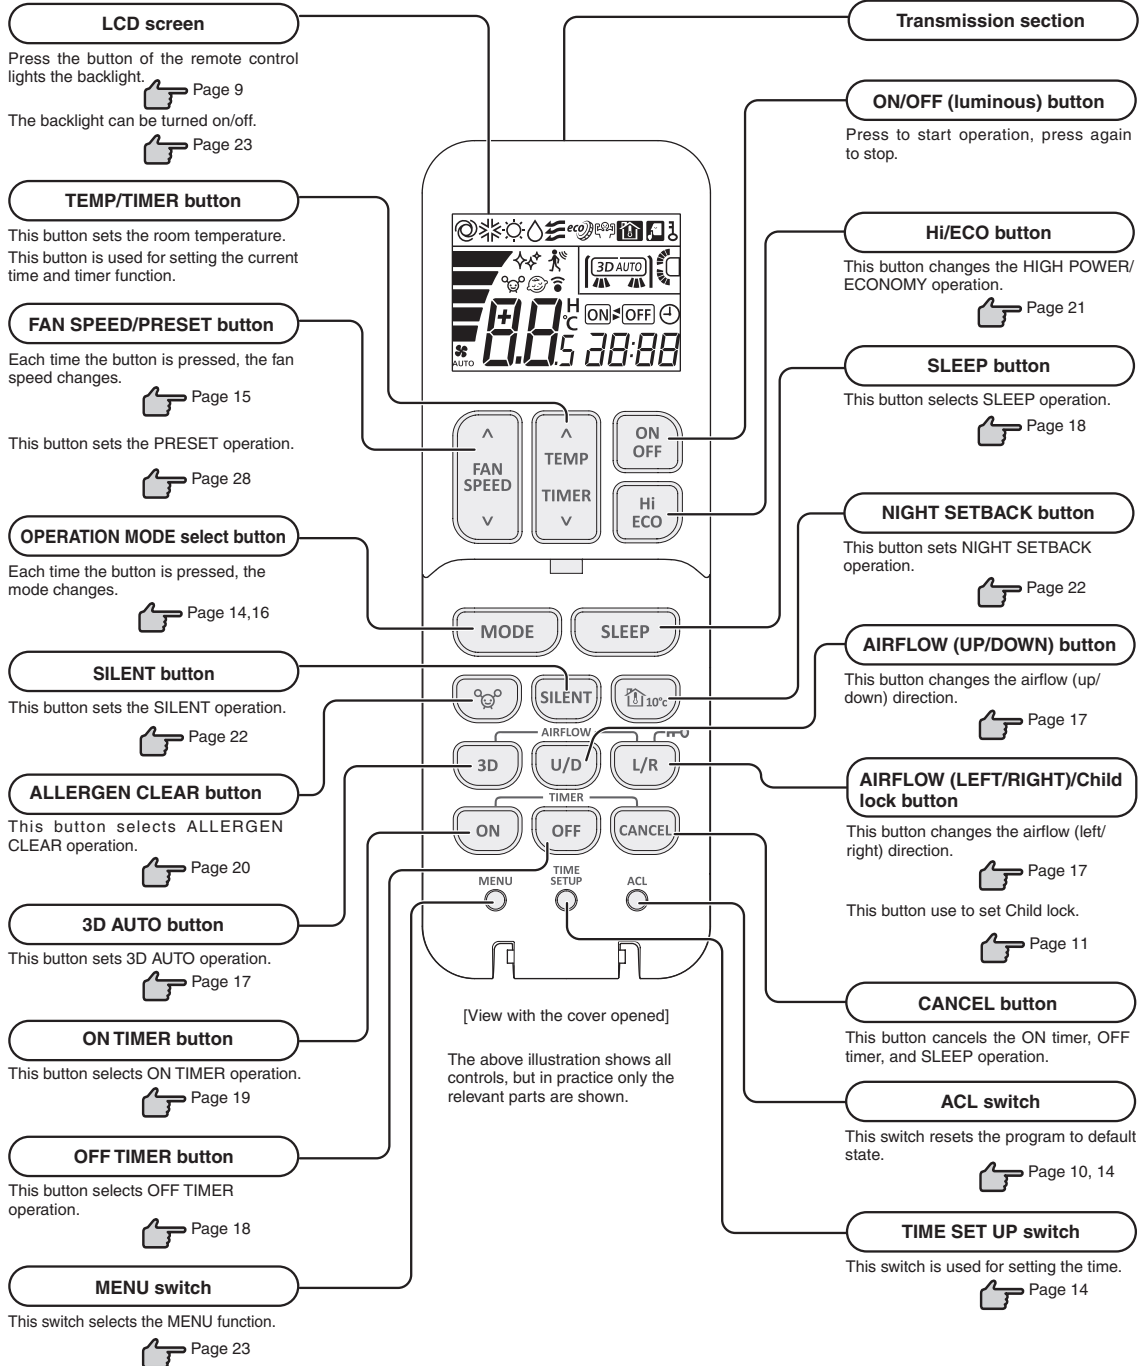 LCD screen
Press the button of the remote control
lights the backlight.
Page 9
The backlight can be turned on/off.
Page 23
TEMP/TIMER button
This button sets the room temperature.
This button is used for setting the current
time and timer function.
FAN SPEED/PRESET button
Each time the button is pressed, the fan
speed changes.
Page 15
This button sets the PRESET operation.
Page 28
OPERATION MODE select button
Each time the button is pressed, the
mode changes.
Page 14,16
SILENT button
This button sets the SILENT operation.
Page 22
ALLERGEN CLEAR button
This button selects ALLERGEN
CLEAR operation.
Page 20
3D AUTO button
This button sets 3D AUTO operation.
Page 17
ON TIMER button
This button selects ON TIMER operation.
Page 19
OFF TIMER button
This button selects OFF TIMER
operation.
Page 18
MENU switch
This switch selects the MENU function.
Page 23
eco
3D AUTO
H
°C
ON OFF
AUTO
8.8.5 88:88
FAN
SPEED
TEMP
TIMER
ON
OFF
Hi
ECO
MODE
SLEEP
SILENT
10°c
AIRFLOW
3D
U/D
L/R
TIMER
ON
OFF
CANCEL
MENU
TIME
SETUP
ACL
[View with the cover opened]
The above illustration shows all
controls, but in practice only the
relevant parts are shown.
Transmission section
ON/OFF (luminous) button
Press to start operation, press again
to stop.
Hi/ECO button
This button changes the HIGH POWER/
ECONOMY operation.
Page 21
SLEEP button
This button selects SLEEP operation.
Page 18
NIGHT SETBACK button
This button sets NIGHT SETBACK
operation.
Page 22
AIRFLOW (UP/DOWN) button
This button changes the airflow (up/
down) direction.
Page 17
AIRFLOW (LEFT/RIGHT)/Child
lock button
This button changes the airflow (left/
right) direction.
Page 17
This button use to set Child lock.
Page 11
CANCEL button
This button cancels the ON timer, OFF
timer, and SLEEP operation.
ACL switch
This switch resets the program to default
state.
Page 10, 14
TIME SET UP switch
This switch is used for setting the time.
Page 14